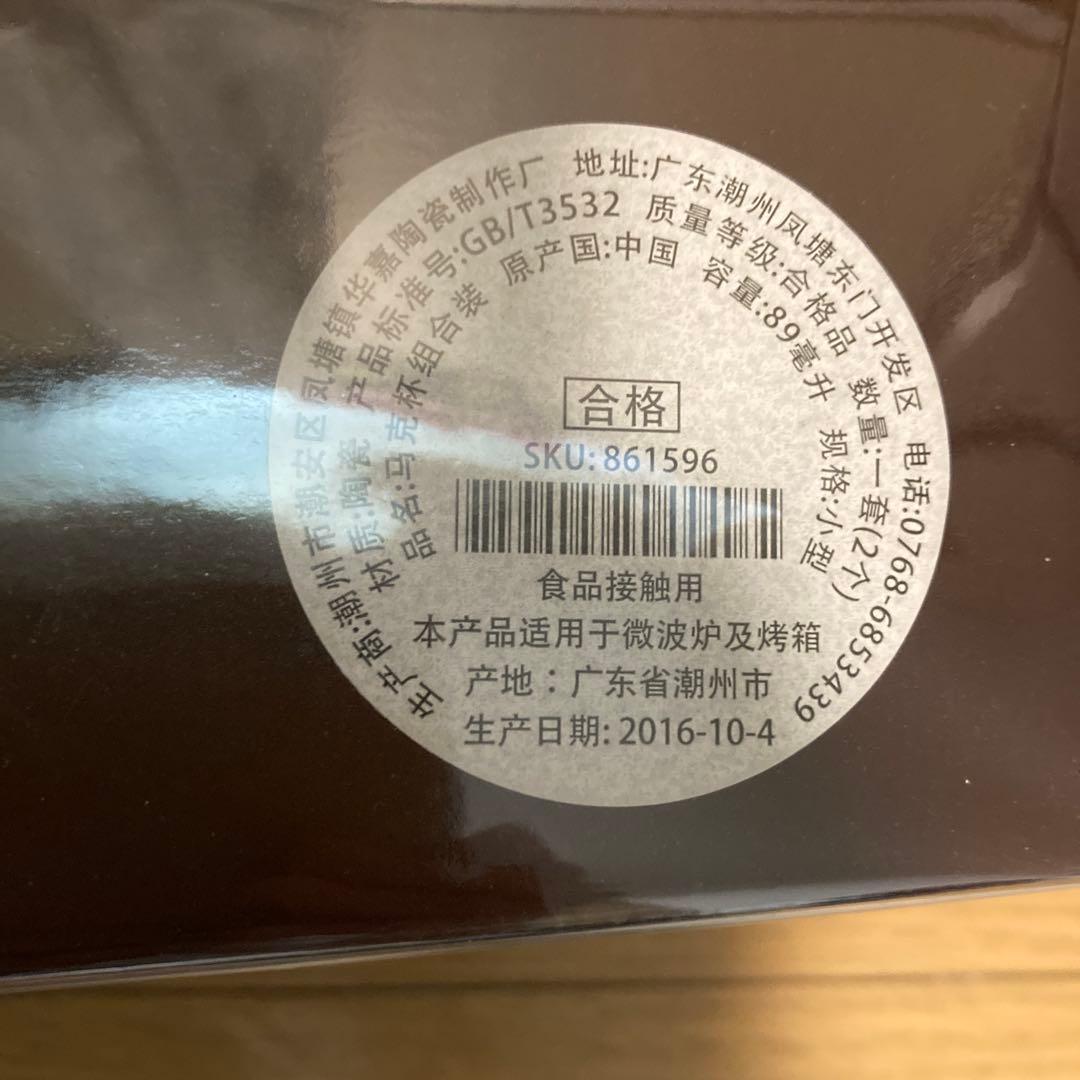 生产商:潮州市潮安区凤塘镇华嘉陶瓷制作厂 地址:广东潮州凤塘东门开发区 电话:0768-6853439
材质:陶瓷 产品标准号:GB/T3532 质量等级:合格品 数量:一套(2个)
品名:马克杯组合装 原产国:中国 容量:89毫升 规格:小型
合格
SKU: 861596
食品接触用
本产品适用于微波炉及烤箱
产地：广东省潮州市
生产日期: 2016-10-4